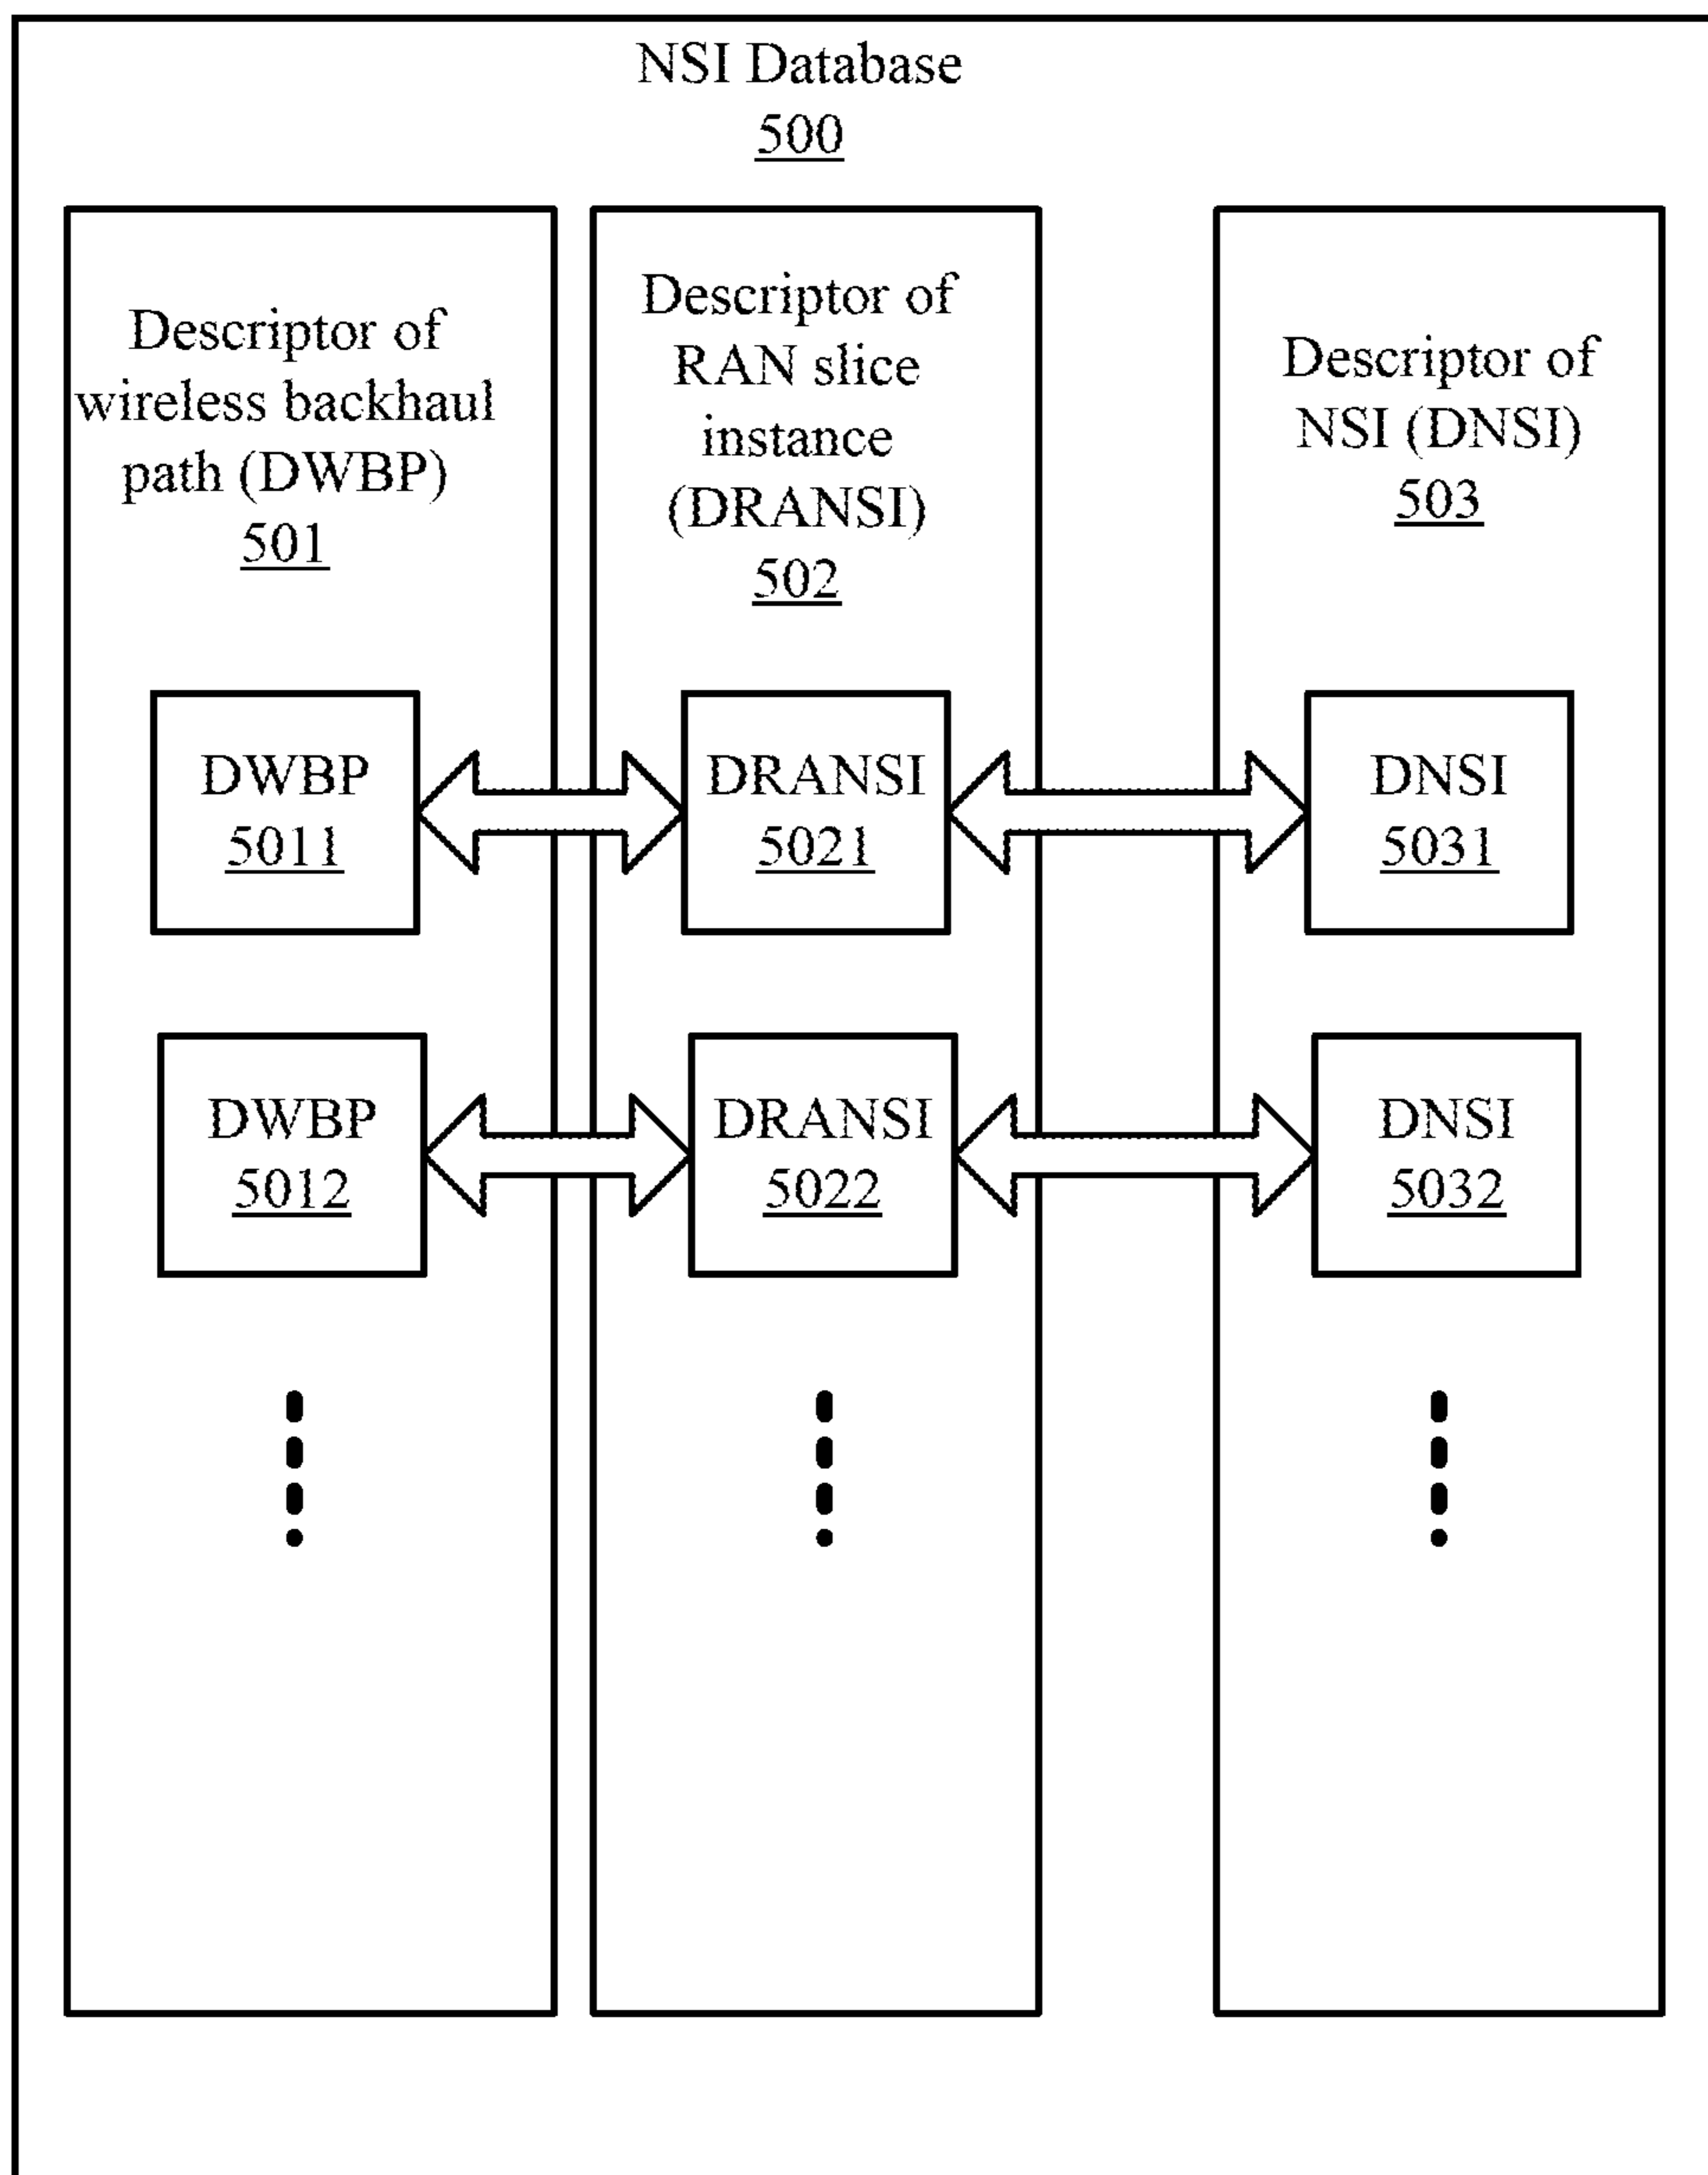 NSI Database
500
Descriptor of
wireless backhaul
path (DWBP)
501
Descriptor of
RAN slice
instance
(DRANSI)
502
Descriptor of
NSI (DNSI)
503
DWBP
5011
DRANSI
5021
DNSI
5031
DWBP
5012
DRANSI
5022
DNSI
5032